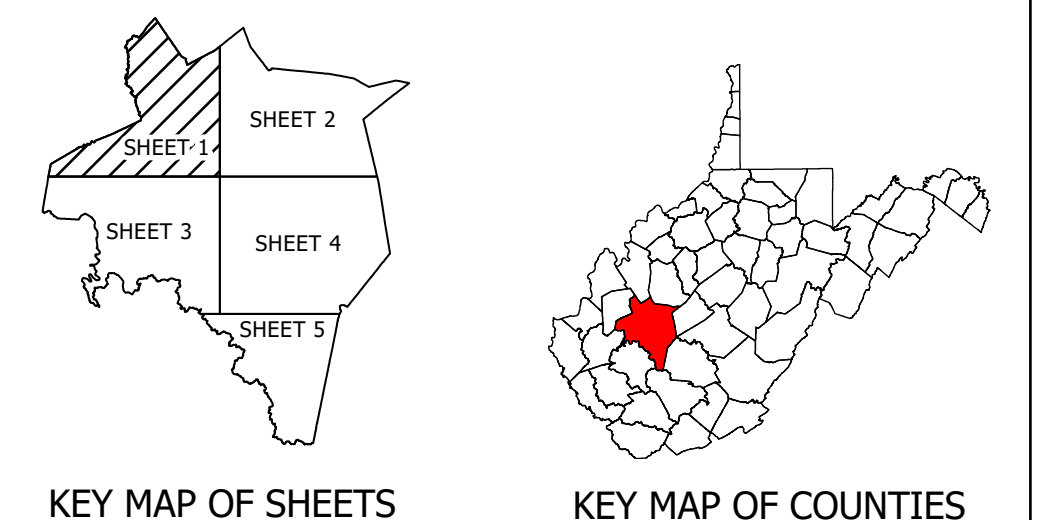 SHEET 2
SHEET 1
SHEET 3
SHEET 4
SHEET 5
KEY MAP OF SHEETS
KEY MAP OF COUNTIES